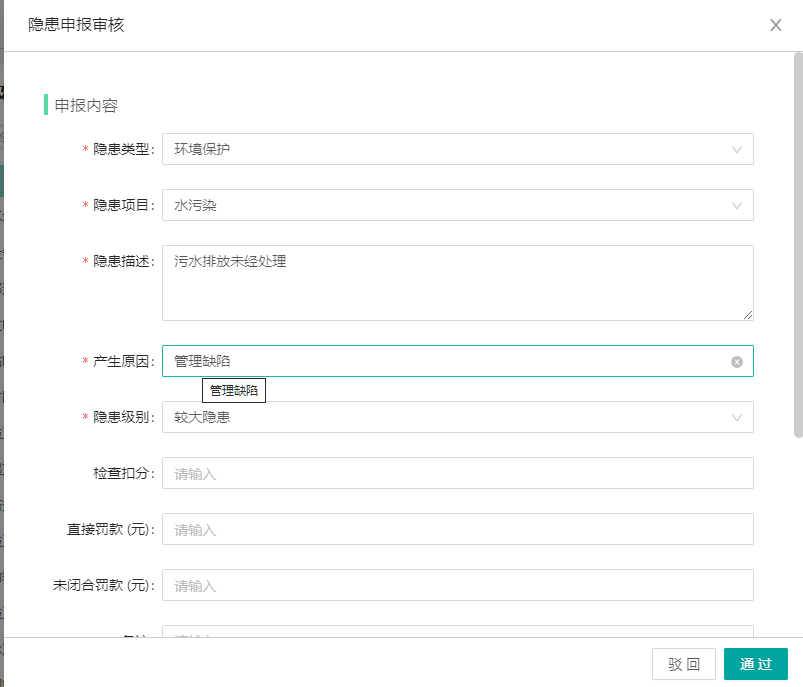 隐患申报审核
申报内容
* 隐患类型: 环境保护
* 隐患项目: 水污染
* 隐患描述: 污水排放未经处理
* 产生原因: 管理缺陷
管理缺陷
* 隐患级别: 较大隐患
检查扣分: 请输入
直接罚款 (元): 请输入
未闭合罚款 (元): 请输入
驳 回 通 过